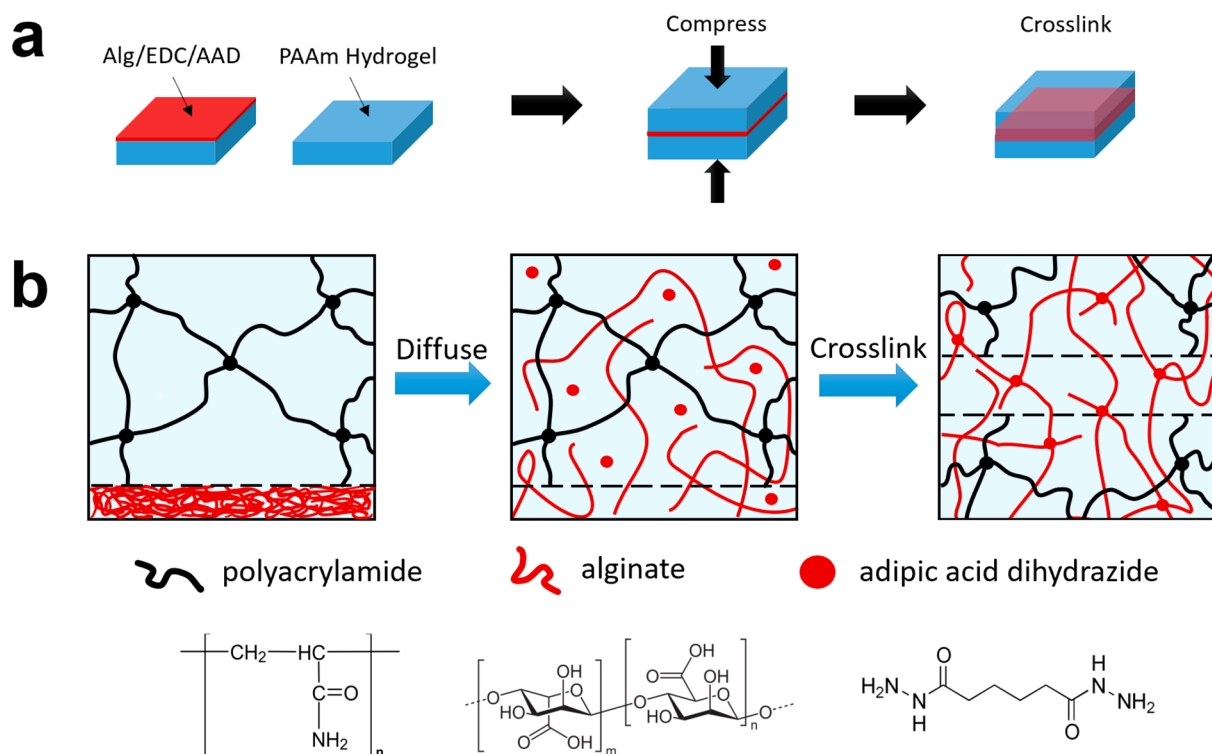 a
Alg/EDC/AAD
PAAm Hydrogel
Compress
Crosslink
b
Diffuse
Crosslink
polyacrylamide
alginate
adipic acid dihydrazide
CH2 HC
C=O
NH2
n
O
OH
HO
O
O
OH
m
O
O
OH
OH
HO
O
O
n
H2N
N
H
O
O
H
N
NH2